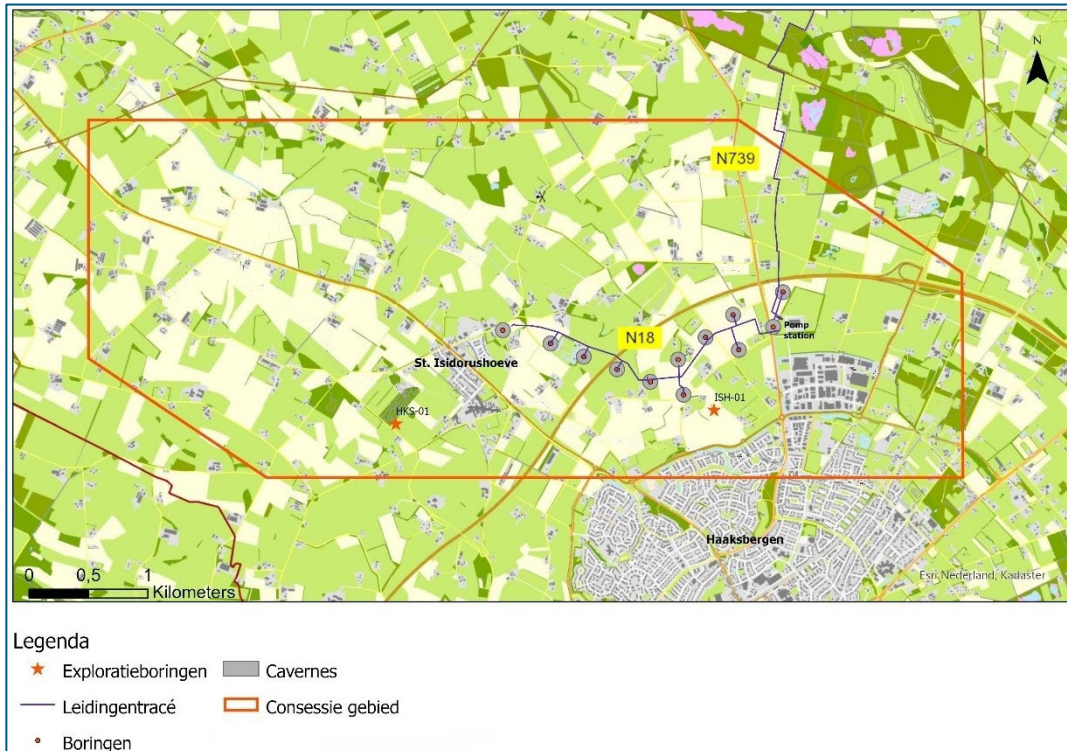 N
N739
N18
Pomp
station
St. Isidorushoeve
HKS-01
ISH-01
Haaksbergen
0 0,5 1
Kilometers
Esri Nederland, Kadaster
Legenda
Exploratieboringen Cavernes
Leidingentracé Consessie gebied
Boringen